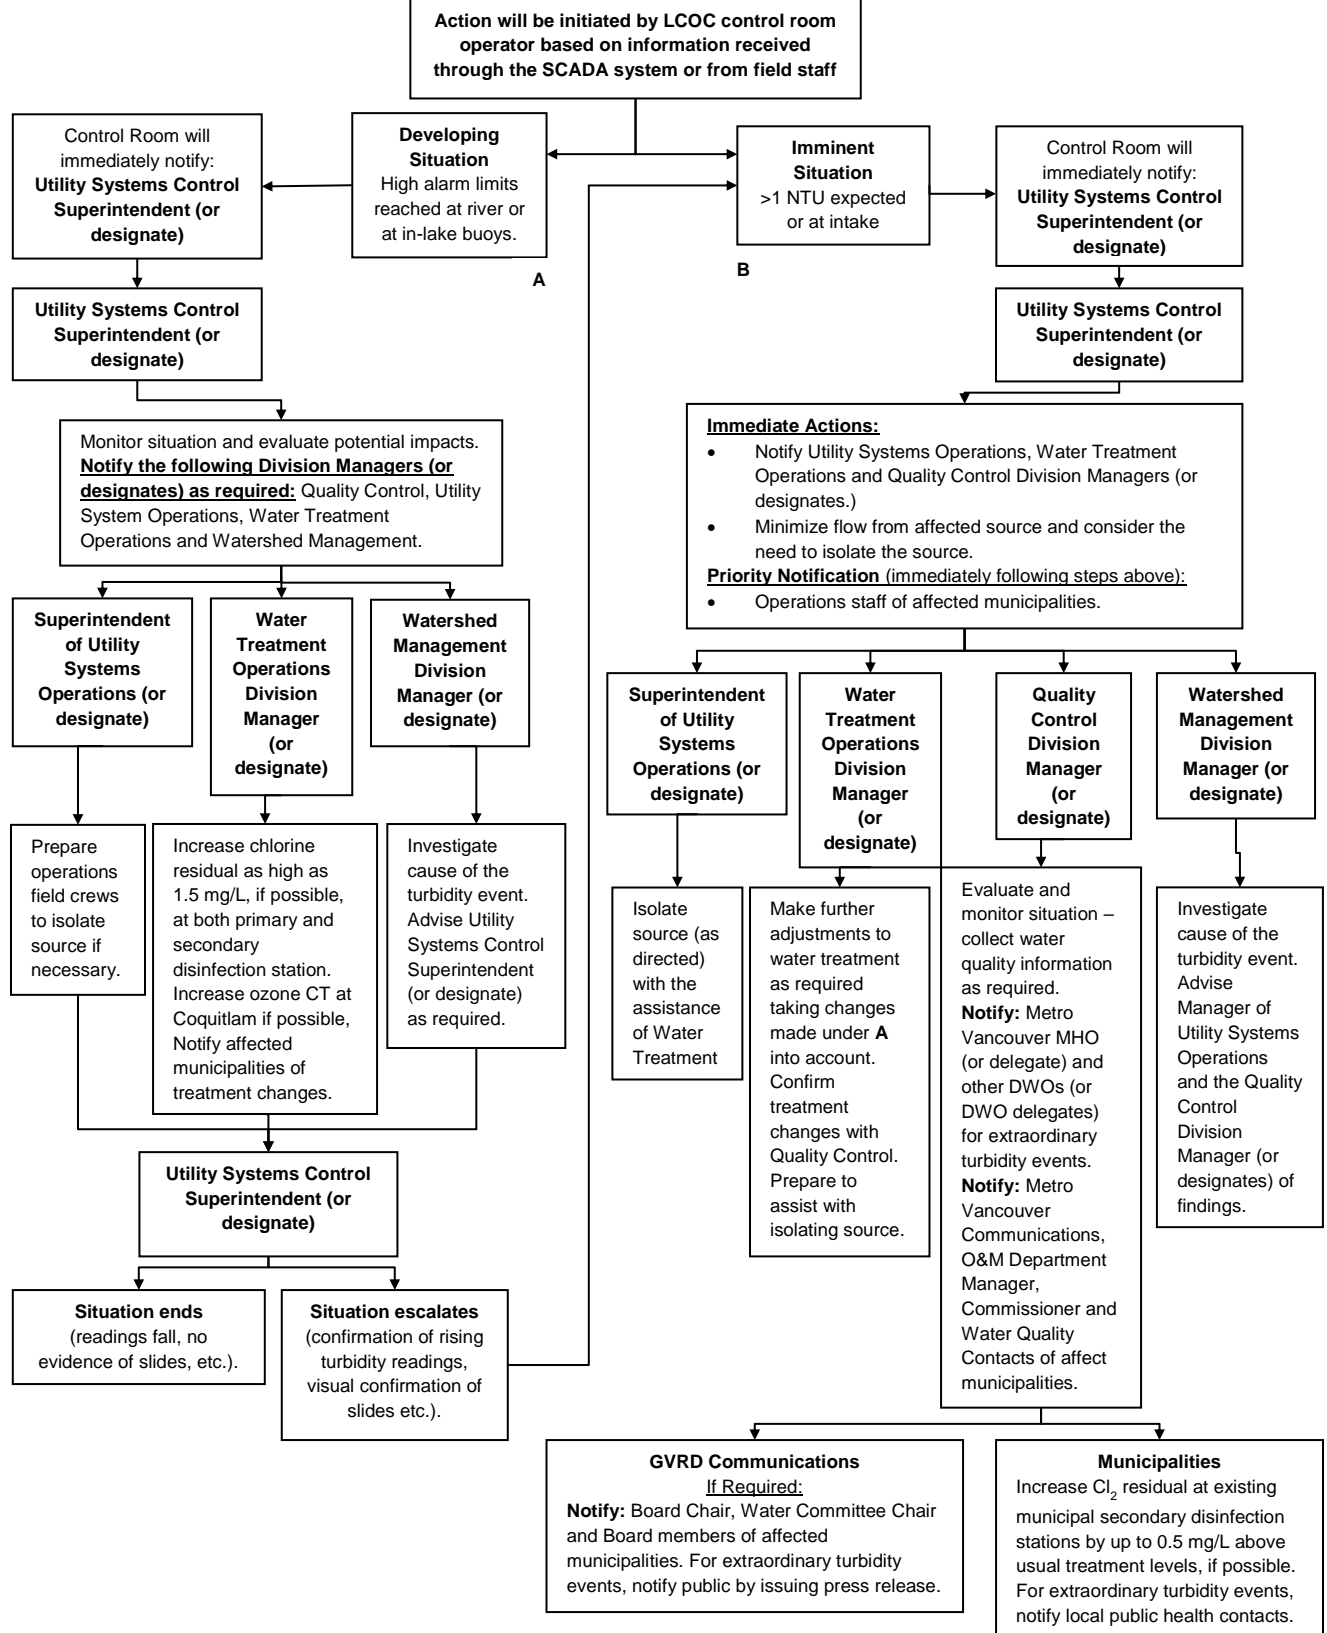 Action will be initiated by LCOC control room
operator based on information received
through the SCADA system or from field staff
Control Room will
immediately notify:
Utility Systems Control
Superintendent (or
designate)
Developing
Situation
High alarm limits
reached at river or
at in-lake buoys.
A
Imminent
Situation
>1 NTU expected
or at intake
B
Control Room will
immediately notify:
Utility Systems Control
Superintendent (or
designate)
Utility Systems Control
Superintendent (or
designate)
Utility Systems Control
Superintendent (or
designate)
Monitor situation and evaluate potential impacts.
Notify the following Division Managers (or
designates) as required: Quality Control, Utility
System Operations, Water Treatment
Operations and Watershed Management.
Immediate Actions:
• Notify Utility Systems Operations, Water Treatment
Operations and Quality Control Division Managers (or
designates.)
• Minimize flow from affected source and consider the
need to isolate the source.
Priority Notification (immediately following steps above):
• Operations staff of affected municipalities.
Superintendent
of Utility
Systems
Operations (or
designate)
Water
Treatment
Operations
Division
Manager
(or
designate)
Watershed
Management
Division
Manager (or
designate)
Superintendent
of Utility
Systems
Operations (or
designate)
Water
Treatment
Operations
Division
Manager
(or
designate)
Quality
Control
Division
Manager
(or
designate)
Watershed
Management
Division
Manager (or
designate)
Prepare
operations
field crews
to isolate
source if
necessary.
Increase chlorine
residual as high as
1.5 mg/L, if possible,
at both primary and
secondary
disinfection station.
Increase ozone CT at
Coquitlam if possible,
Notify affected
municipalities of
treatment changes.
Investigate
cause of the
turbidity event.
Advise Utility
Systems Control
Superintendent
(or designate)
as required.
Isolate
source (as
directed)
with the
assistance
of Water
Treatment
Make further
adjustments to
water treatment
as required
taking changes
made under A
into account.
Confirm
treatment
changes with
Quality Control.
Prepare to
assist with
isolating source.
Evaluate and
monitor situation –
collect water
quality information
as required.
Notify: Metro
Vancouver MHO
(or delegate) and
other DWOs (or
DWO delegates)
for extraordinary
turbidity events.
Notify: Metro
Vancouver
Communications,
O&M Department
Manager,
Commissioner and
Water Quality
Contacts of affect
municipalities.
Investigate
cause of the
turbidity event.
Advise
Manager of
Utility Systems
Operations
and the Quality
Control
Division
Manager (or
designates) of
findings.
Utility Systems Control
Superintendent (or
designate)
Situation ends
(readings fall, no
evidence of slides, etc.).
Situation escalates
(confirmation of rising
turbidity readings,
visual confirmation of
slides etc.).
GVRD Communications
If Required:
Notify: Board Chair, Water Committee Chair
and Board members of affected
municipalities. For extraordinary turbidity
events, notify public by issuing press release.
Municipalities
Increase Cl2 residual at existing
municipal secondary disinfection
stations by up to 0.5 mg/L above
usual treatment levels, if possible.
For extraordinary turbidity events,
notify local public health contacts.